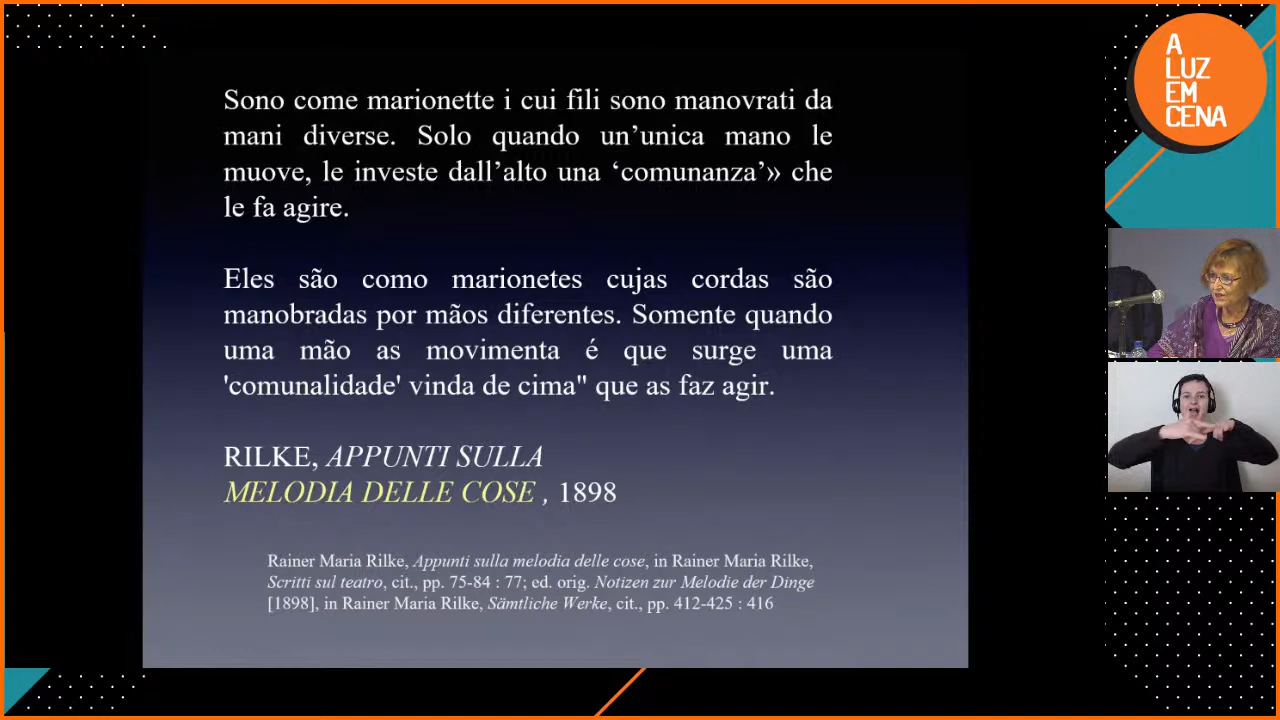 Sono come marionette i cui fili sono manovrati da
mani diverse. Solo quando un’unica mano le
muove, le investe dall’alto una ‘comunanza’» che
le fa agire.
Eles são como marionetes cujas cordas são
manobradas por mãos diferentes. Somente quando
uma mão as movimenta é que surge uma
'comunalidade' vinda de cima" que as faz agir.
RILKE, APPUNTI SULLA
MELODIA DELLE COSE , 1898
Rainer Maria Rilke, Appunti sulla melodia delle cose, in Rainer Maria Rilke,
Scritti sul teatro, cit., pp. 75-84 : 77; ed. orig. Notizen zur Melodie der Dinge
[1898], in Rainer Maria Rilke, Sämtliche Werke, cit., pp. 412-425 : 416
A
LUZ
EM
CENA